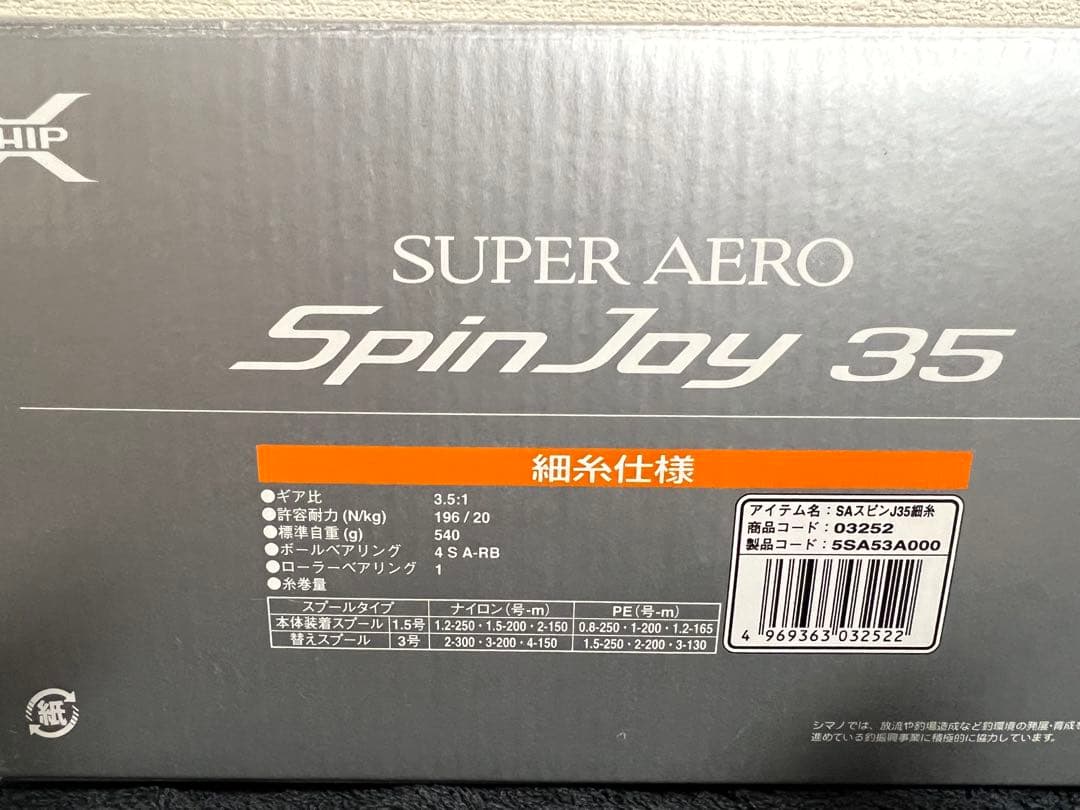 HIP
SUPER AERO
SpinJoy 35
細糸仕様
●ギア比 3.5:1
●許容耐力(N/kg) 196/20
●標準自重(g) 540
●ボールベアリング 4 S A-RB
●ローラーベアリング 1
●糸巻量
スプールタイプ ナイロン(号-m) PE(号-m)
本体装着スプール 1.5号 1.2-250・1.5-200・2-150 0.8-250・1-200・1.2-165
替えスプール 3号 2-300・3-200・4-150 1.5-250・2-200・3-130
アイテム名:SAスピンJ35細糸
商品コード:03252
製品コード:5SA53A000
4 969363 032522
紙
シマノでは、放流や釣場造成など釣環境の発展・育成を
進めている釣振興事業に積極的に協力しています。